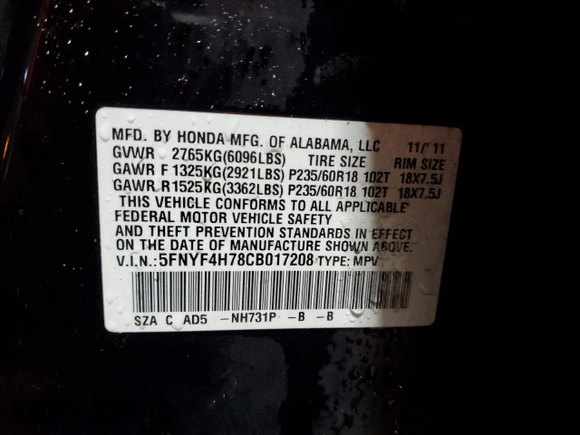 MFD. BY HONDA MFG. OF ALABAMA, LLC 11/11
GVWR 2765KG(6096LBS) TIRE SIZE RIM SIZE
GAWR F 1325KG(2921LBS) P235/60R18 102T 18X7.5J
GAWR R 1525KG(3362LBS) P235/60R18 102T 18X7.5J
THIS VEHICLE CONFORMS TO ALL APPLICABLE
FEDERAL MOTOR VEHICLE SAFETY
AND THEFT PREVENTION STANDARDS IN EFFECT
ON THE DATE OF MANUFACTURE SHOWN ABOVE.
V.I.N.: 5FNYF4H78CB017208 TYPE: MPV
SZA C AD5 -NH731P -B -B